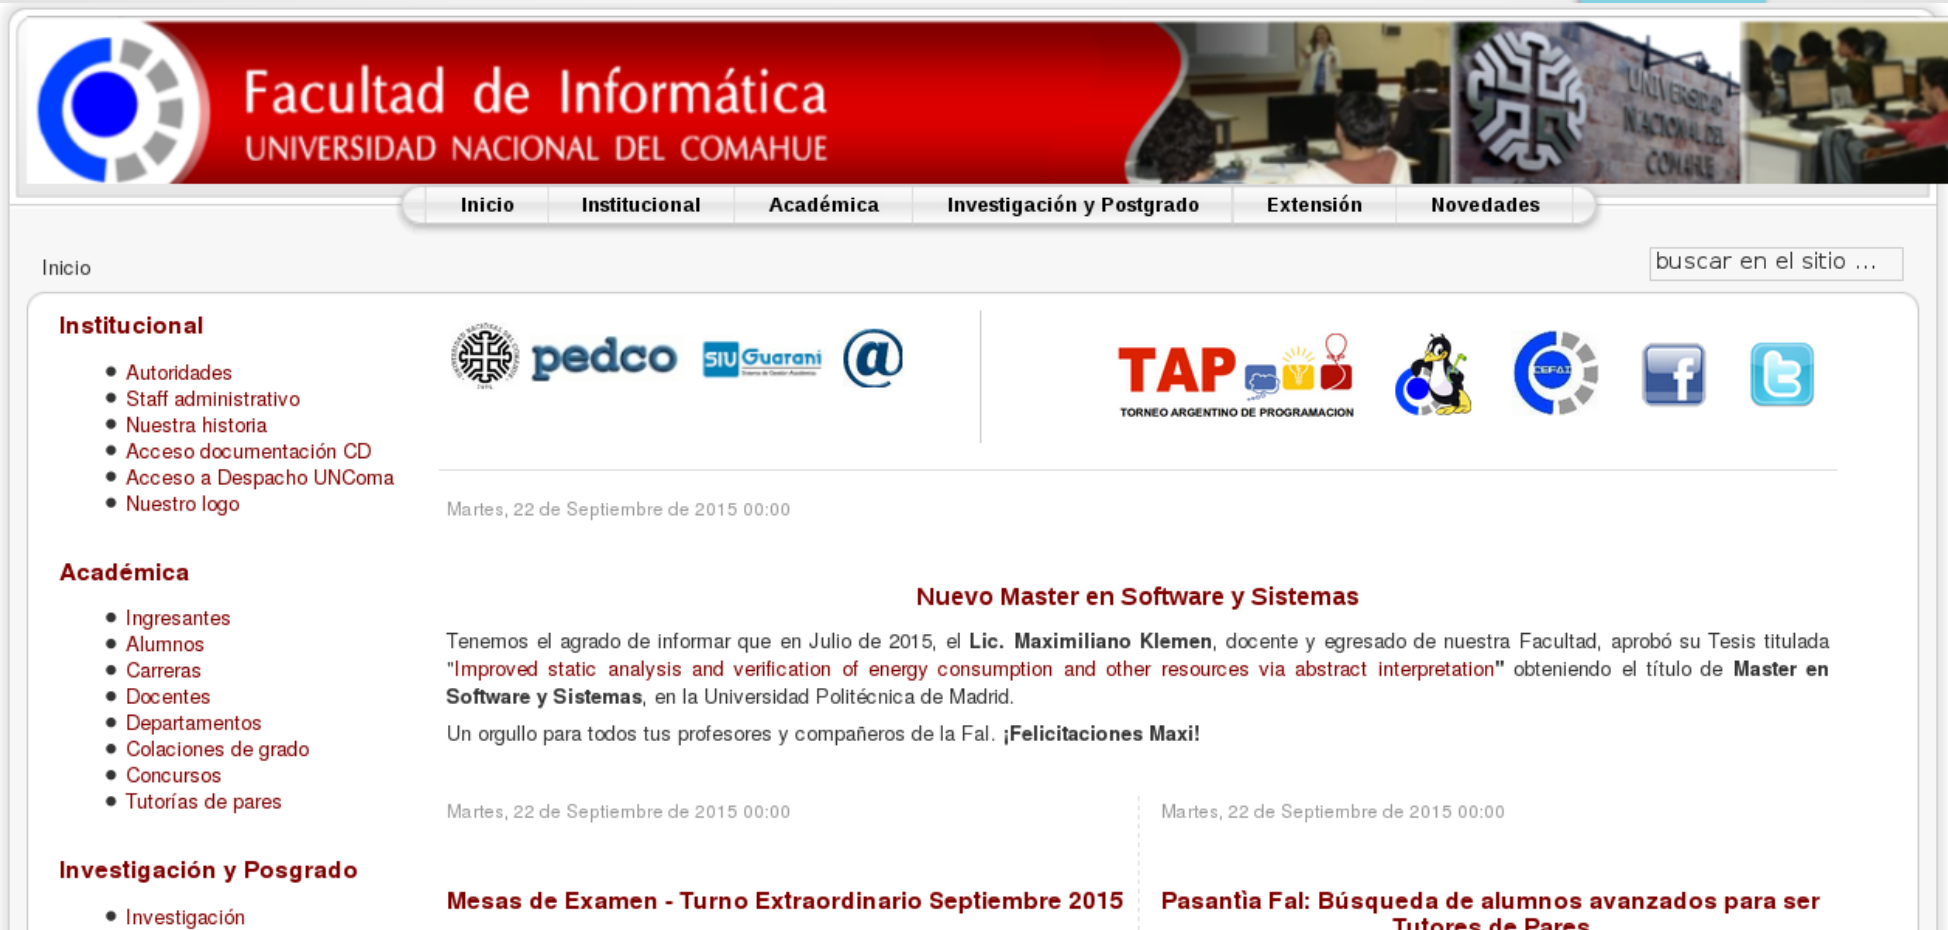 Facultad de Informática
UNIVERSIDAD NACIONAL DEL COMAHUE
UNIVERSIDAD
NACIONAL DEL
COMAHUE
Inicio
Institucional
Académica
Investigación y Postgrado
Extensión
Novedades
Inicio
buscar en el sitio ...
Institucional
Autoridades
Staff administrativo
Nuestra historia
Acceso documentación CD
Acceso a Despacho UNComa
Nuestro logo
Académica
Ingresantes
Alumnos
Carreras
Docentes
Departamentos
Colaciones de grado
Concursos
Tutorías de pares
Investigación y Posgrado
Investigación
pedco
SIU Guarani
@
TAP
TORNEO ARGENTINO DE PROGRAMACION
CEFAI
f
t
Martes, 22 de Septiembre de 2015 00:00
Nuevo Master en Software y Sistemas
Tenemos el agrado de informar que en Julio de 2015, el Lic. Maximiliano Klemen, docente y egresado de nuestra Facultad, aprobó su Tesis titulada
"Improved static analysis and verification of energy consumption and other resources via abstract interpretation" obteniendo el título de Master en
Software y Sistemas, en la Universidad Politécnica de Madrid.
Un orgullo para todos tus profesores y compañeros de la FaI. ¡Felicitaciones Maxi!
Martes, 22 de Septiembre de 2015 00:00
Mesas de Examen - Turno Extraordinario Septiembre 2015
Martes, 22 de Septiembre de 2015 00:00
Pasantìa FaI: Búsqueda de alumnos avanzados para ser
Tutores de Pares